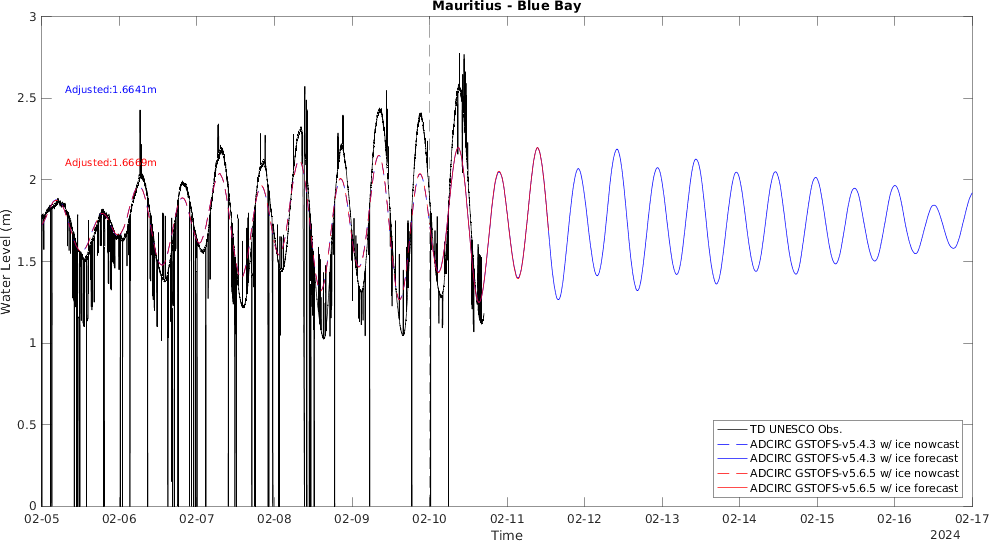 Mauritius - Blue Bay
3
2.5
2
1.5
1
0.5
0
Water Level (m)
Adjusted:1.6641m
Adjusted:1.6669m
TD UNESCO Obs.
ADCIRC GSTOFS-v5.4.3 w/ ice nowcast
ADCIRC GSTOFS-v5.4.3 w/ ice forecast
ADCIRC GSTOFS-v5.6.5 w/ ice nowcast
ADCIRC GSTOFS-v5.6.5 w/ ice forecast
02-05 02-06 02-07 02-08 02-09 02-10 02-11 02-12 02-13 02-14 02-15 02-16 02-17
Time
2024